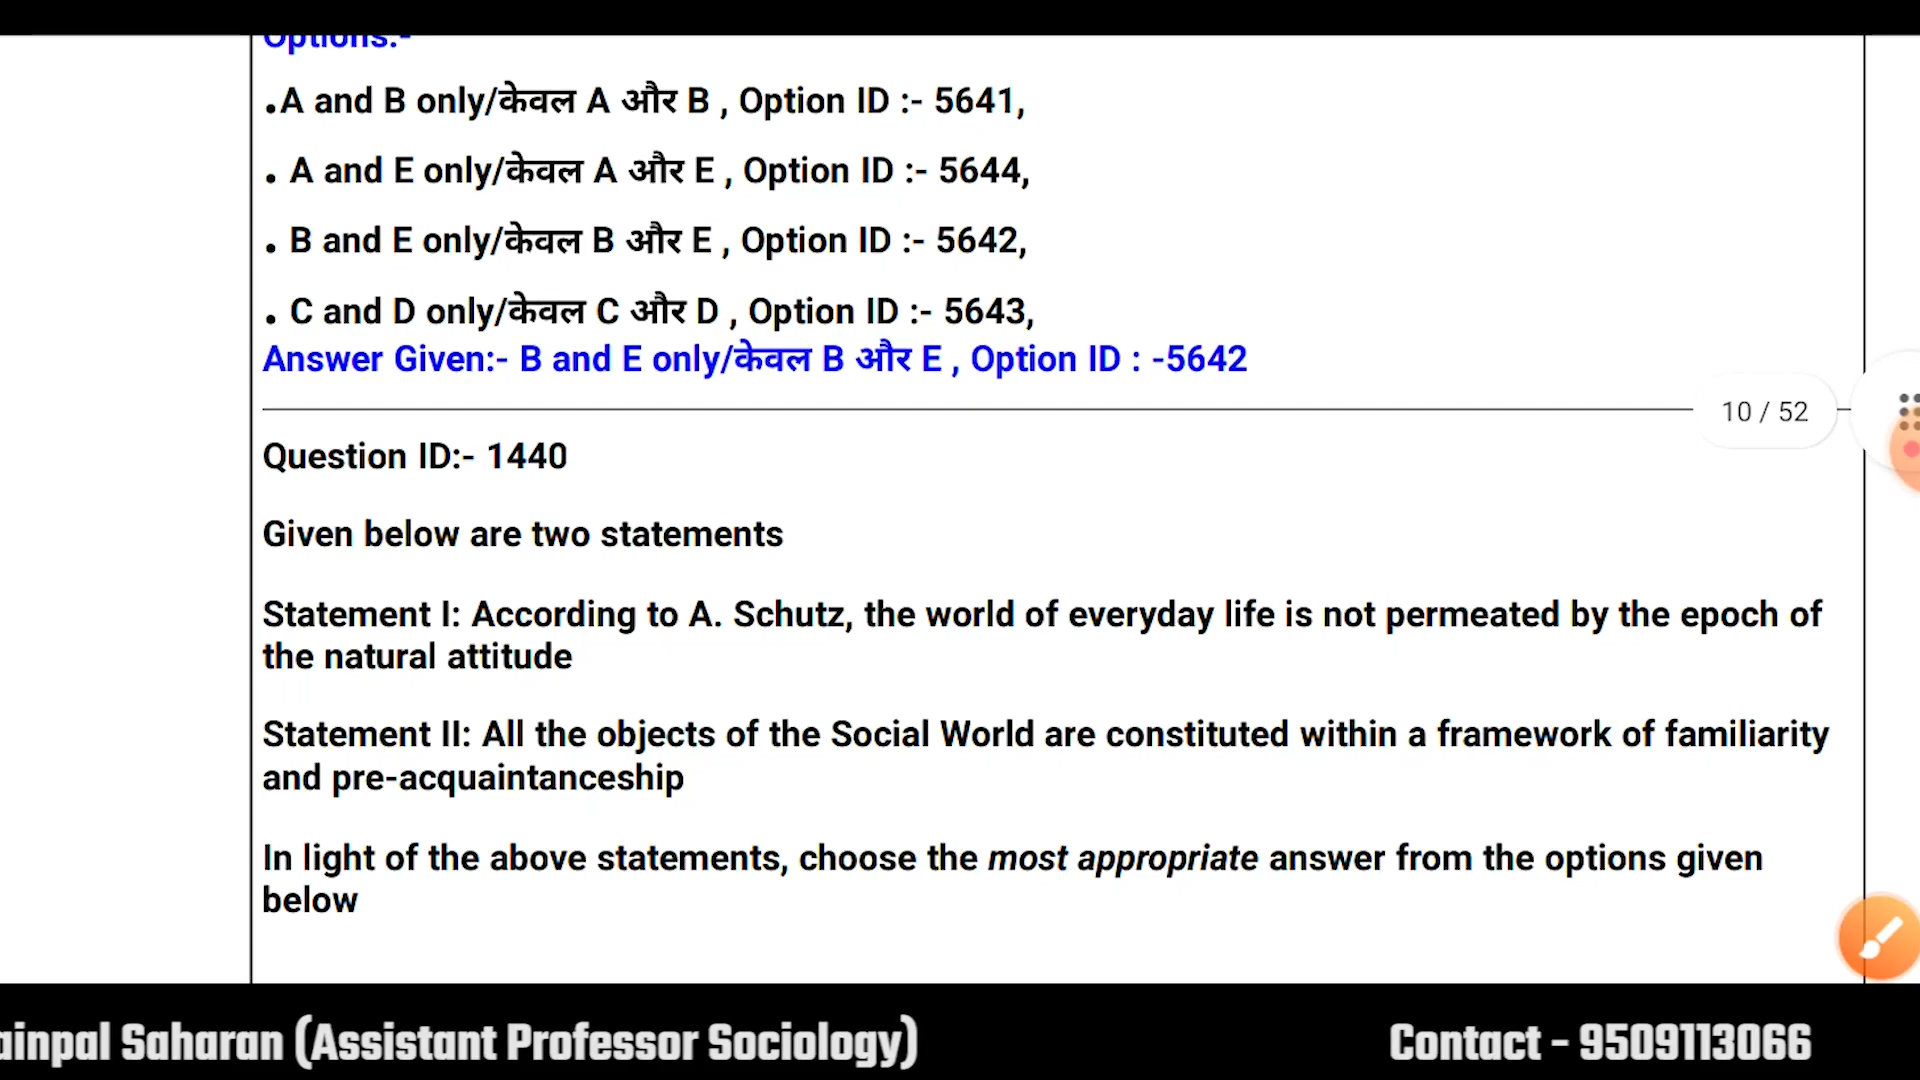 Options:-
.A and B only/केवल A और B , Option ID :- 5641,
. A and E only/केवल A और E , Option ID :- 5644,
. B and E only/केवल B और E , Option ID :- 5642,
. C and D only/केवल C और D , Option ID :- 5643,
Answer Given:- B and E only/केवल B और E , Option ID : -5642
10 / 52
Question ID:- 1440
Given below are two statements
Statement I: According to A. Schutz, the world of everyday life is not permeated by the epoch of
the natural attitude
Statement II: All the objects of the Social World are constituted within a framework of familiarity
and pre-acquaintanceship
In light of the above statements, choose the most appropriate answer from the options given
below
ainpal Saharan (Assistant Professor Sociology)
Contact - 9509113066